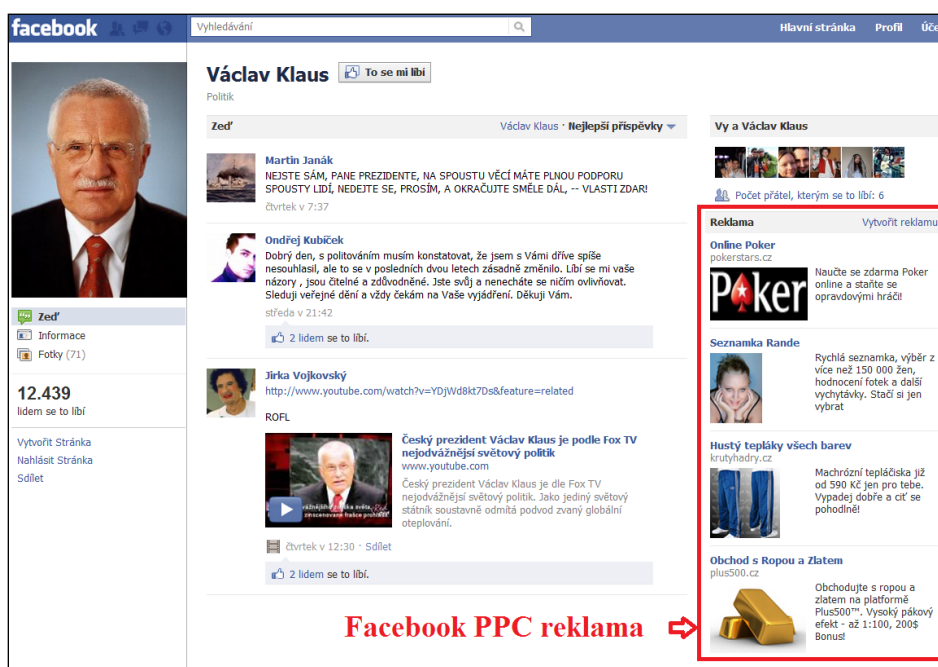 facebook
Vyhledávání
Hlavní stránka Profil Úče
Václav Klaus To se mi líbí
Politik
Zeď Václav Klaus · Nejlepší příspěvky
Martin Janák
NEJSTE SÁM, PANE PREZIDENTE, NA SPOUSTU VĚCÍ MÁTE PLNOU PODPORU
SPOUSTY LIDÍ, NEDEJTE SE, PROSÍM, A OKRAČUJTE SMĚLE DÁL, -- VLASTI ZDAR!
čtvrtek v 7:37
Ondřej Kubíček
Dobrý den, s politováním musím konstatovat, že jsem s Vámi dříve spíše
nesouhlasil, ale to se v posledních dvou letech zásadně změnilo. Líbí se mi vaše
názory , jsou čitelné a zdůvodněné. Jste svůj a nenecháte se ničím ovlivňovat.
Sleduji veřejné dění a vždy čekám na Vaše vyjádření. Děkuji Vám.
středa v 21:42
2 lidem se to líbí.
Jirka Vojkovský
http://www.youtube.com/watch?v=YDjWd8kt7Ds&feature=related
ROFL
Český prezident Václav Klaus je podle Fox TV
nejodvážnější světový politik
www.youtube.com
Český prezident Václav Klaus je dle Fox TV
nejodvážnější světový politik. Jako jediný světový
státník soustavně odmítá podvod zvaný globální
oteplování.
čtvrtek v 12:30 · Sdílet
2 lidem se to líbí.
Zeď
Informace
Fotky (71)
12.439
lidem se to líbí
Vytvořit Stránka
Nahlásit Stránka
Sdílet
Vy a Václav Klaus
Počet přátel, kterým se to líbí: 6
Reklama Vytvořit reklamu
Online Poker
pokerstars.cz
Poker
Naučte se zdarma Poker
online a staňte se
opravdovými hráči!
Seznamka Rande
Rychlá seznamka, výběr z
více než 150 000 žen,
hodnocení fotek a další
vychytávky. Stačí si jen
vybrat
Hustý tepláky všech barev
krutyhadry.cz
Machrózní tepláčiska již
od 590 Kč jen pro tebe.
Vypadej dobře a ciť se
pohodlně!
Obchod s Ropou a Zlatem
plus500.cz
Obchodujte s ropou a
zlatem na platformě
Plus500™. Vysoký pákový
efekt - až 1:100, 200$
Bonus!
Facebook PPC reklama